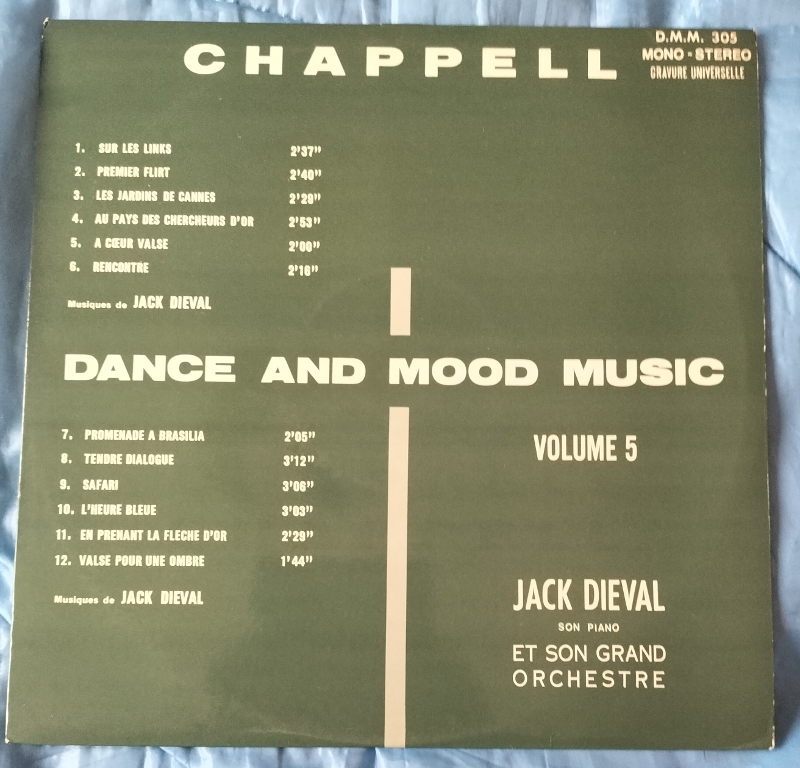 CHAPPELL
D.M.M. 305
MONO - STEREO
GRAVURE UNIVERSELLE
1. SUR LES LINKS 2'37"
2. PREMIER FLIRT 2'40"
3. LES JARDINS DE CANNES 2'29"
4. AU PAYS DES CHERCHEURS D'OR 2'53"
5. A CŒUR VALSE 2'00"
6. RENCONTRE 2'16"
Musiques de JACK DIEVAL
DANCE AND MOOD MUSIC
7. PROMENADE A BRASILIA 2'05"
8. TENDRE DIALOGUE 3'12"
9. SAFARI 3'06"
10. L'HEURE BLEUE 3'03"
11. EN PRENANT LA FLECHE D'OR 2'29"
12. VALSE POUR UNE OMBRE 1'44"
Musiques de JACK DIEVAL
VOLUME 5
JACK DIEVAL
SON PIANO
ET SON GRAND
ORCHESTRE